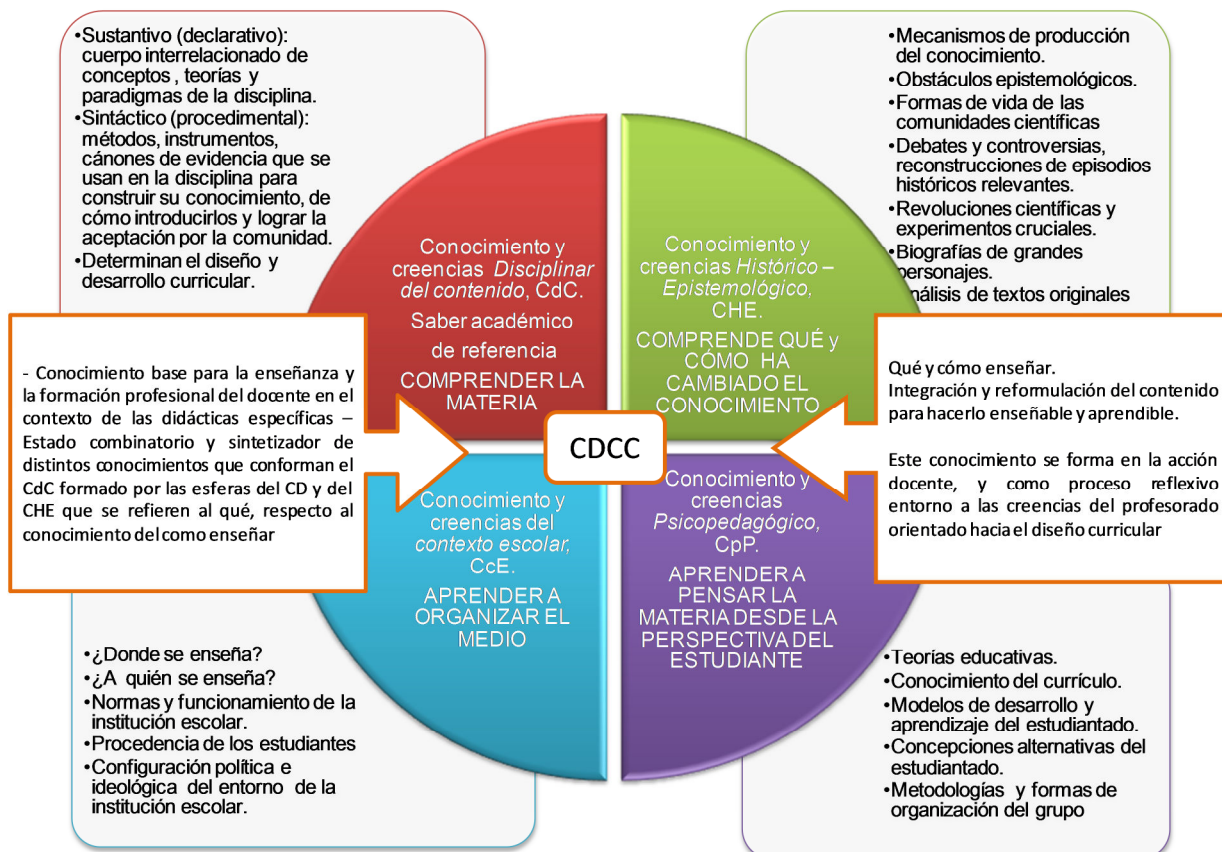 •Sustantivo (declarativo):
cuerpo interrelacionado de
conceptos , teorías y
paradigmas de la disciplina.
•Sintáctico (procedimental):
métodos, instrumentos,
cánones de evidencia que se
usan en la disciplina para
construir su conocimiento, de
cómo introducirlos y lograr la
aceptación por la comunidad.
•Determinan el diseño y
desarrollo curricular.
•Mecanismos de producción
del conocimiento.
•Obstáculos epistemológicos.
•Formas de vida de las
comunidades científicas
•Debates y controversias,
reconstrucciones de episodios
históricos relevantes.
•Revoluciones científicas y
experimentos cruciales.
•Biografías de grandes
personajes.
nálisis de textos originales
Conocimiento y
creencias Disciplinar
del contenido, CdC.
Saber académico
de referencia
COMPRENDER LA
MATERIA
Conocimiento y
creencias Histórico –
Epistemológico,
CHE.
COMPRENDE QUÉ y
CÓMO HA
CAMBIADO EL
CONOCIMIENTO
- Conocimiento base para la enseñanza y
la formación profesional del docente en el
contexto de las didácticas específicas –
Estado combinatorio y sintetizador de
distintos conocimientos que conforman el
CdC formado por las esferas del CD y del
CHE que se refieren al qué, respecto al
conocimiento del como enseñar
CDCC
Qué y cómo enseñar.
Integración y reformulación del contenido
para hacerlo enseñable y aprendible.
Este conocimiento se forma en la acción
docente, y como proceso reflexivo
entorno a las creencias del profesorado
orientado hacia el diseño curricular
Conocimiento y
creencias del
contexto escolar,
CcE.
APRENDER A
ORGANIZAR EL
MEDIO
Conocimiento y
creencias
Psicopedagógico,
CpP.
APRENDER A
PENSAR LA
MATERIA DESDE LA
PERSPECTIVA DEL
ESTUDIANTE
•¿Donde se enseña?
•¿A quién se enseña?
•Normas y funcionamiento de la
institución escolar.
•Procedencia de los estudiantes
•Configuración política e
ideológica del entorno de la
institución escolar.
•Teorías educativas.
•Conocimiento del currículo.
•Modelos de desarrollo y
aprendizaje del estudiantado.
•Concepciones alternativas del
estudiantado.
•Metodologías y formas de
organización del grupo